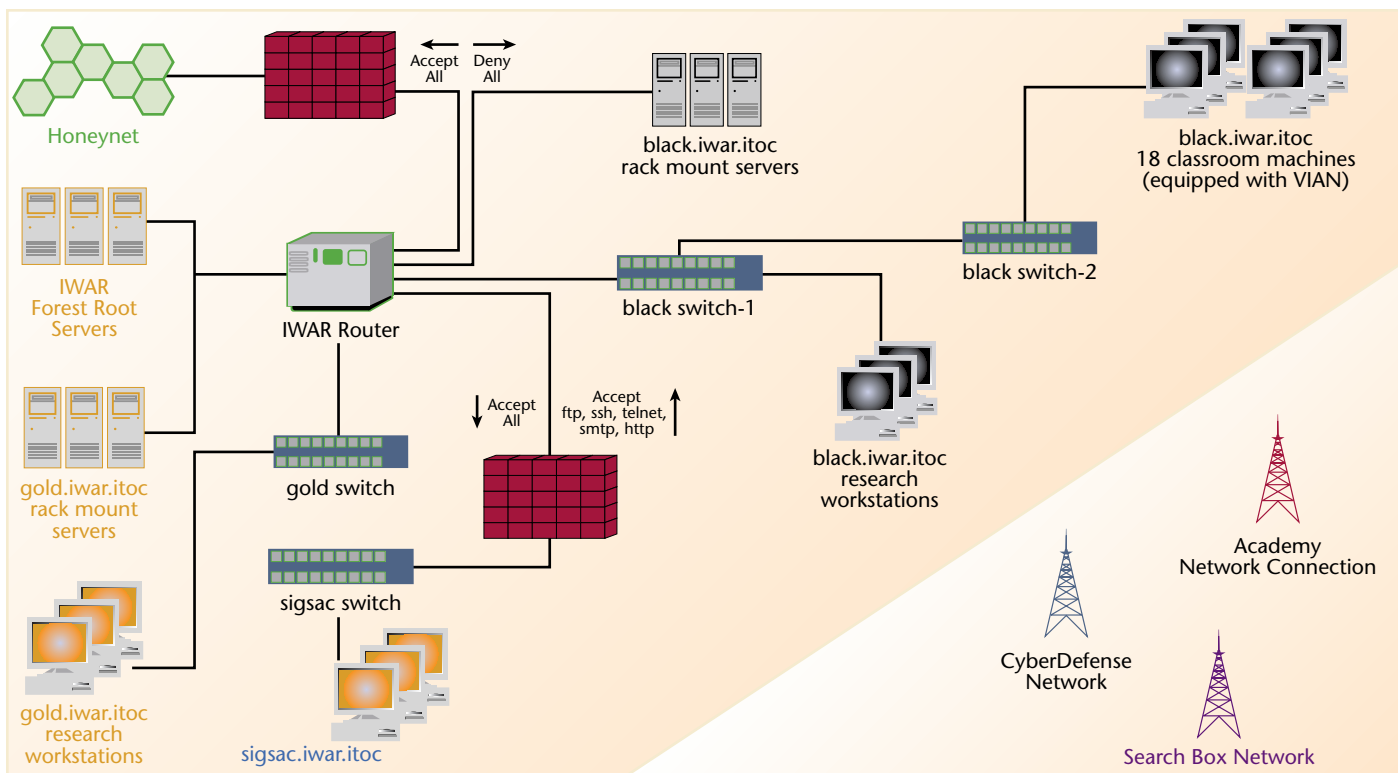 Honeynet
Accept
All
Deny
All
black.iwar.itoc
rack mount servers
black.iwar.itoc
18 classroom machines
(equipped with VIAN)
IWAR
Forest Root
Servers
IWAR Router
black switch-1
black switch-2
Accept
All
Accept
ftp, ssh, telnet,
smtp, http
gold.iwar.itoc
rack mount
servers
gold switch
black.iwar.itoc
research
workstations
sigsac switch
gold.iwar.itoc
research
workstations
sigsac.iwar.itoc
Academy
Network Connection
CyberDefense
Network
Search Box Network